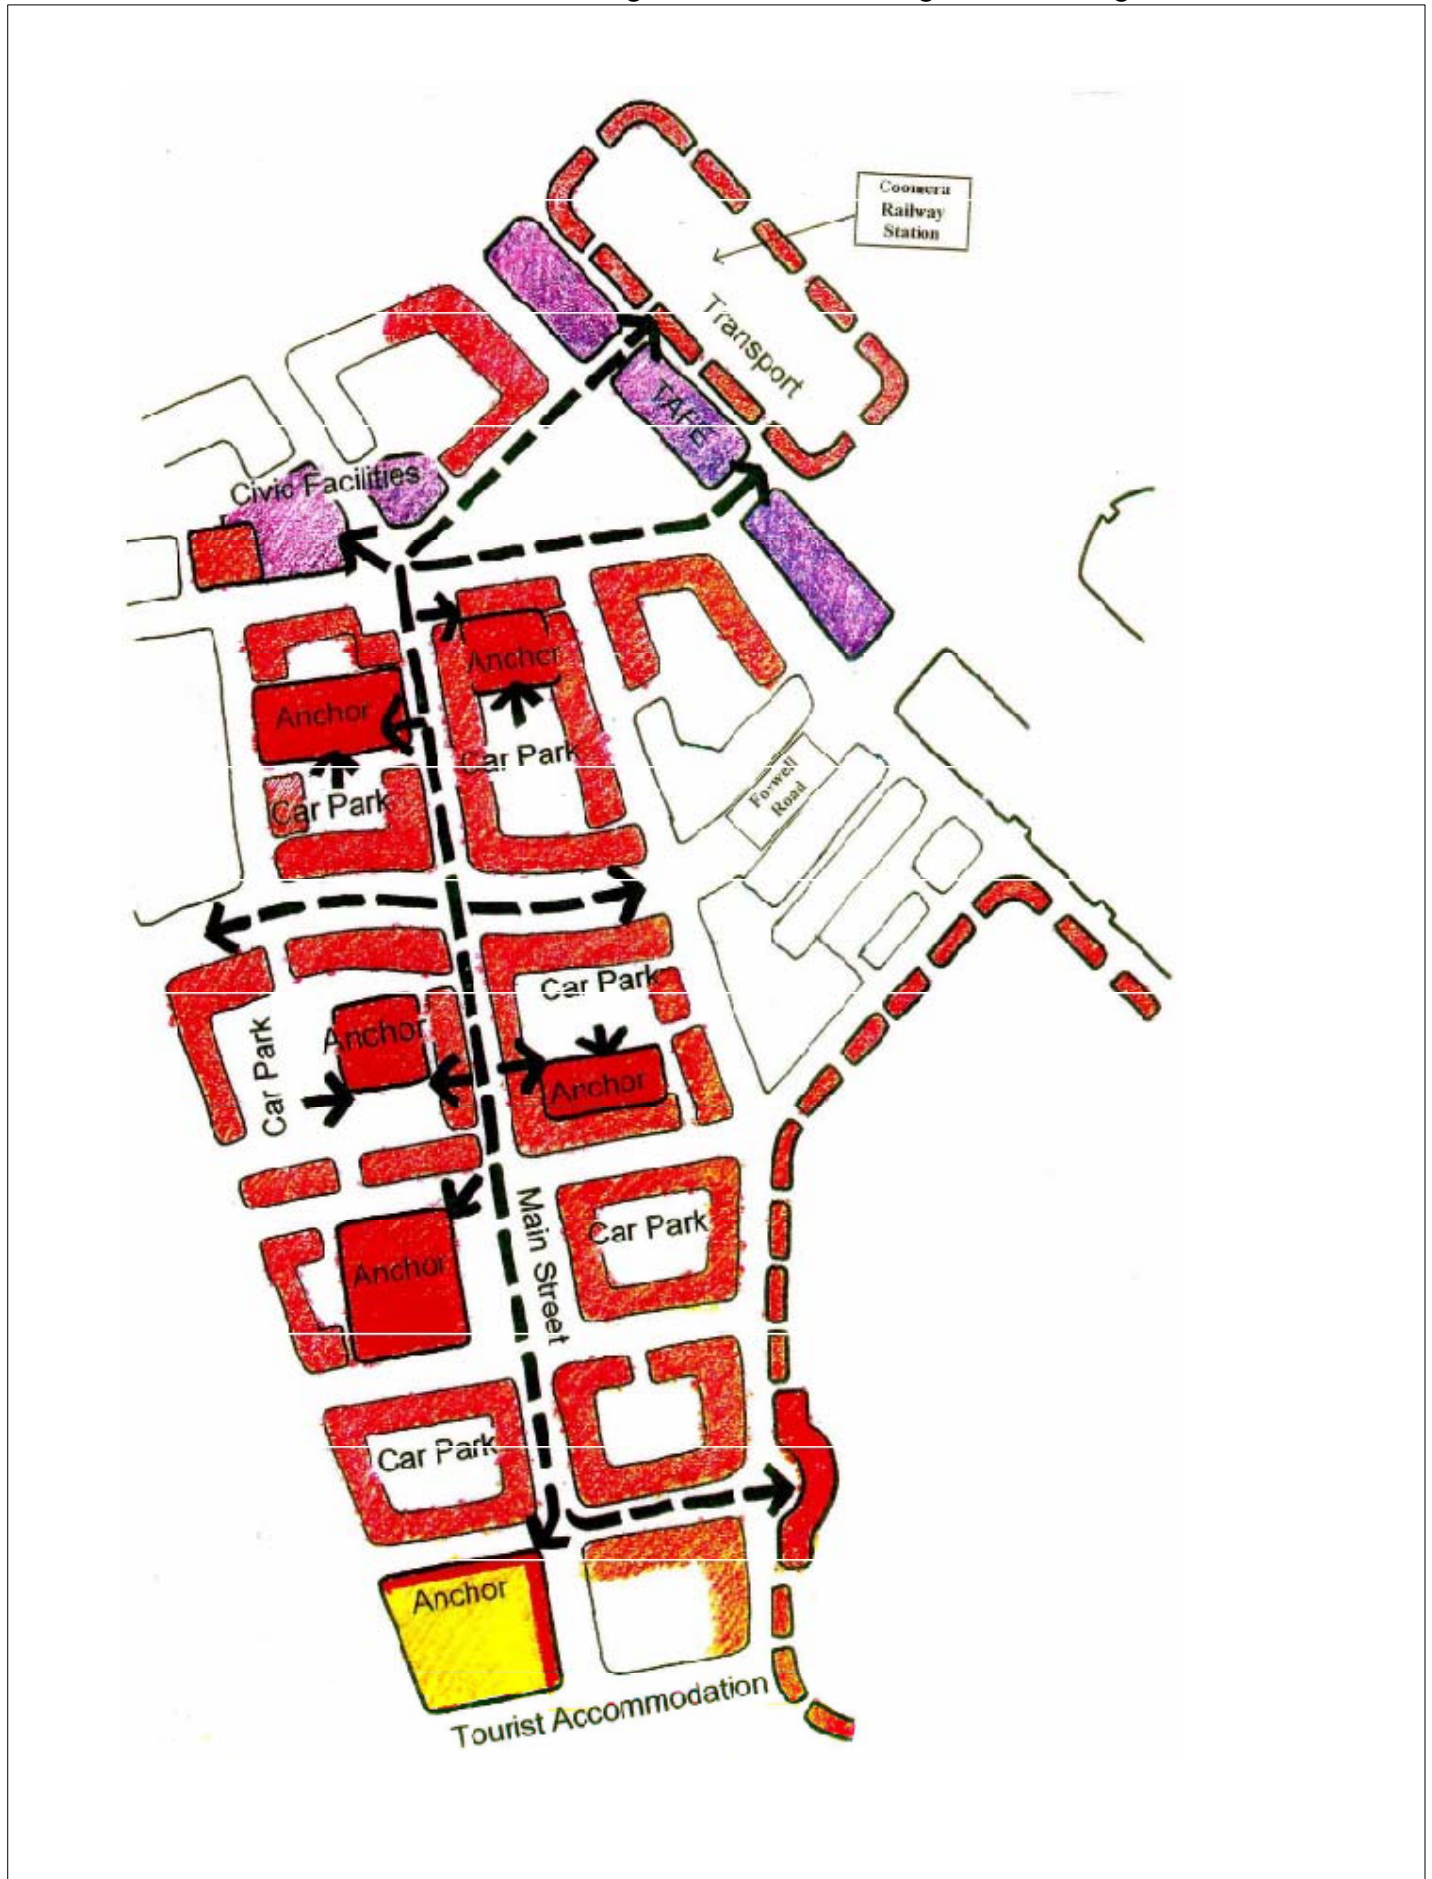 Coomera
Railway
Station
Transport
TAFE
Civic Facilities
Anchor
Anchor
Car Park
Car Park
Foxwell
Road
Car Park
Anchor
Car Park
Anchor
Main Street
Car Park
Anchor
Car Park
Anchor
Tourist Accommodation